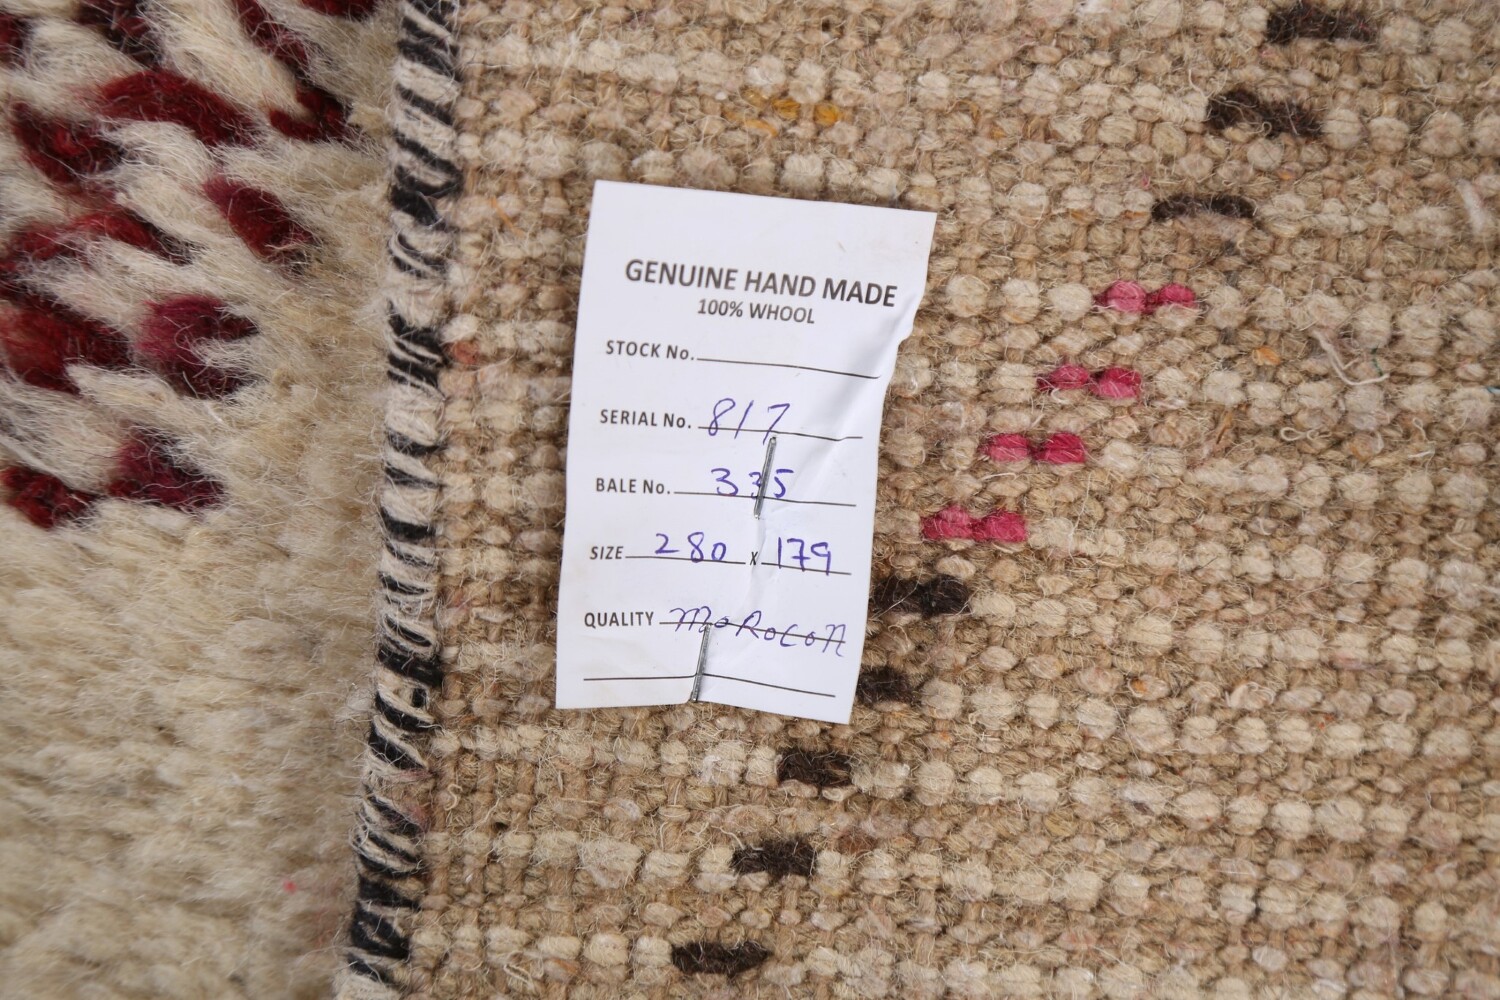 GENUINE HAND MADE
100% WHOOL
STOCK No.
SERIAL No. 817
BALE No. 335
SIZE 280 x 179
QUALITY MoRocoN